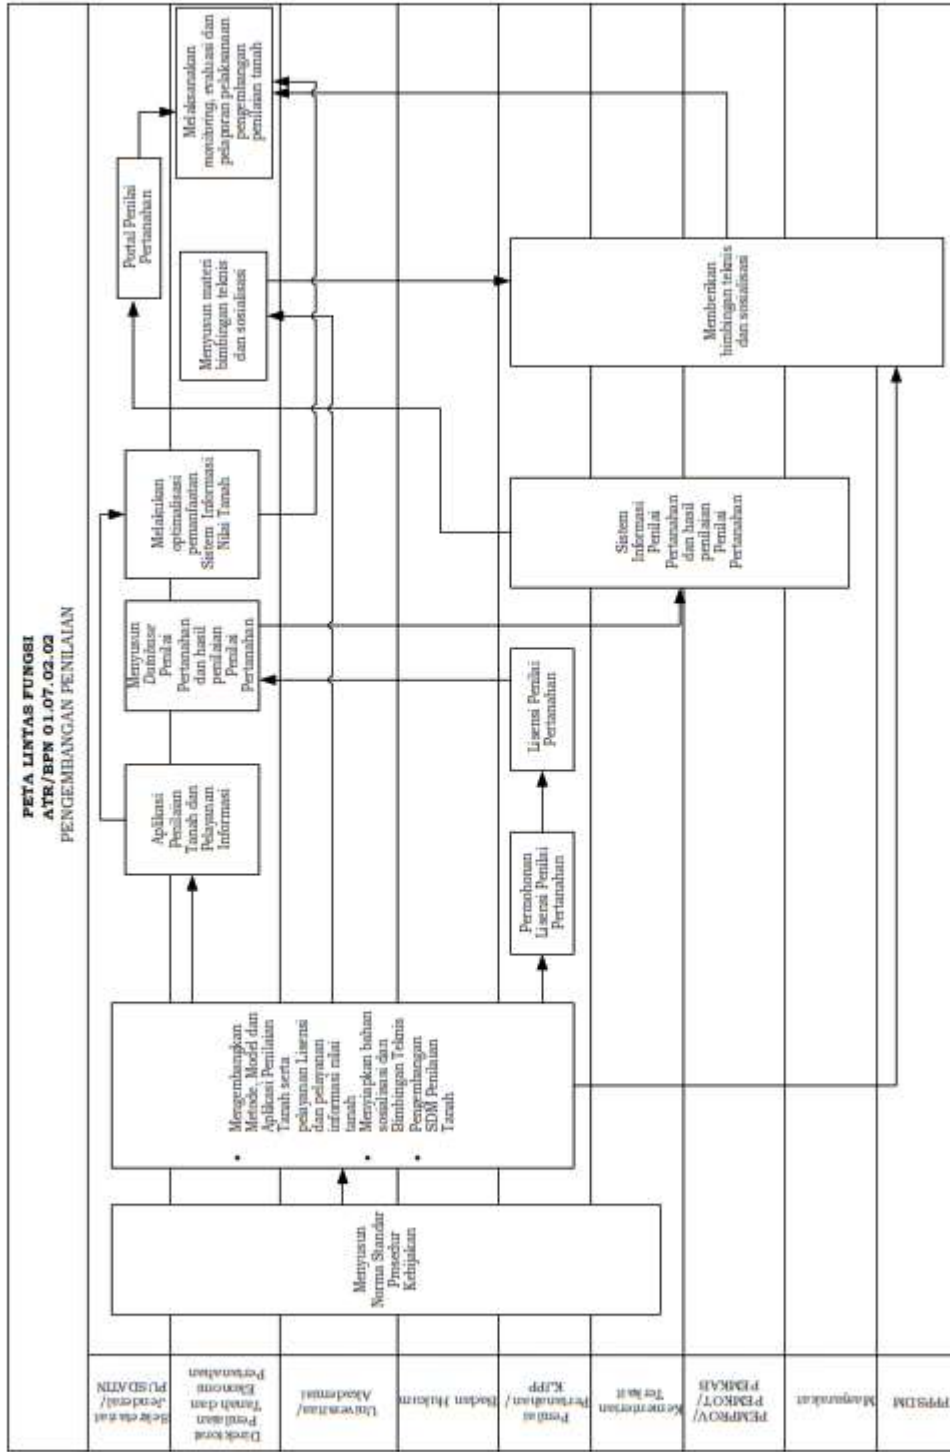 PETA LINTAS FUNGSI
ATR/BPN 01.07.02.02
PENGEMBANGAN PENILAIAN
Sekretariat
Jenderal/
PUSDATIN
Direktorat
Penilaian
Tanah dan
Ekonomi
Pertanahan
Universitas/
Akademisi
Badan Hukum
Penilai
Pertanahan/
KJPP
Kementerian
Terkait
PEMPROV/
PEMKOT/
PEMKAB
Masyarakat
PPPSDM
Menyusun
Norma Standar
Prosedur
Kebijakan
• Mengembangkan
Metode, Model dan
Aplikasi Penilaian
Tanah serta
pelayanan Lisensi
dan pelayanan
informasi nilai
tanah
• Menyiapkan bahan
sosialisasi dan
Bimbingan Teknis
• Pengembangan
SDM Penilaian
Tanah
Aplikasi
Penilaian
Tanah dan
Pelayanan
Informasi
Permohonan
Lisensi Penilai
Pertanahan
Lisensi Penilai
Pertanahan
Menyusun
Database
Penilai
Pertanahan
dan hasil
penilaian
Penilai
Pertanahan
Melakukan
optimalisasi
pemanfaatan
Sistem Informasi
Nilai Tanah
Sistem
Informasi
Penilai
Pertanahan
dan hasil
penilaian
Penilai
Pertanahan
Menyusun materi
bimbingan teknis
dan sosialisasi
Memberikan
bimbingan teknis
dan sosialisasi
Portal Penilai
Pertanahan
Melaksanakan
monitoring, evaluasi dan
pelaporan pelaksanaan
pengembangan
penilaian tanah